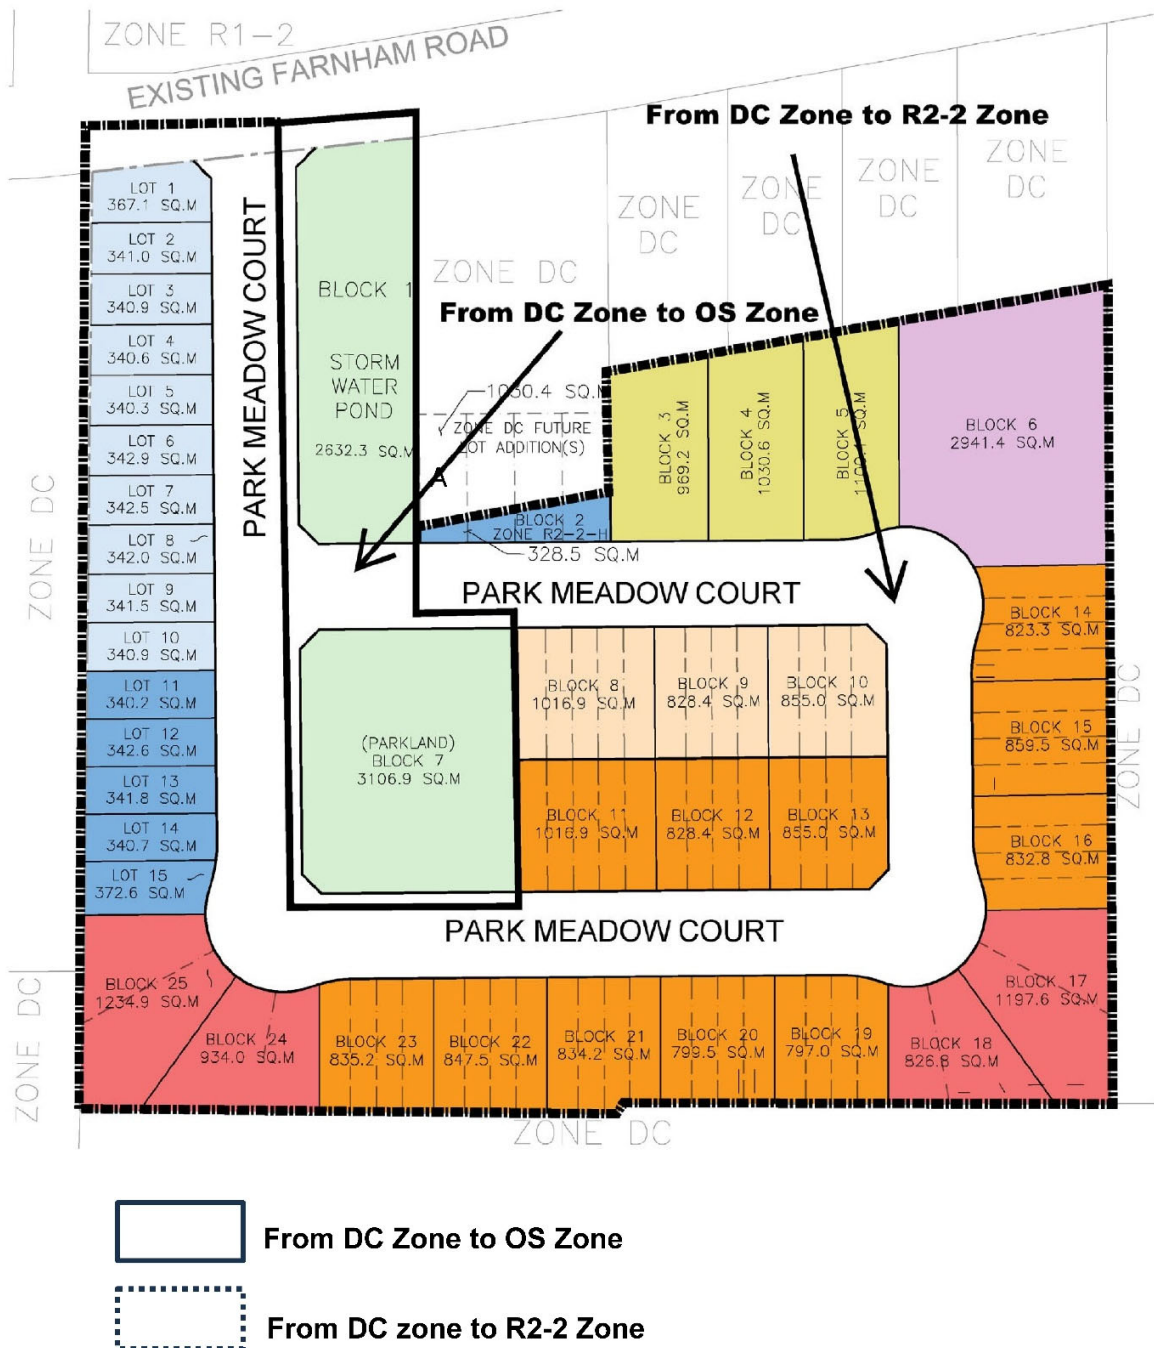 ZONE R1-2
EXISTING FARNHAM ROAD
From DC Zone to R2-2 Zone
ZONE
DC
ZONE
DC
ZONE
DC
ZONE
DC
ZONE DC
From DC Zone to OS Zone
LOT 1
367.1 SQ.M
LOT 2
341.0 SQ.M
LOT 3
340.9 SQ.M
LOT 4
340.6 SQ.M
LOT 5
340.3 SQ.M
LOT 6
342.9 SQ.M
LOT 7
342.5 SQ.M
LOT 8
342.0 SQ.M
LOT 9
341.5 SQ.M
LOT 10
340.9 SQ.M
LOT 11
340.2 SQ.M
LOT 12
342.6 SQ.M
LOT 13
341.8 SQ.M
LOT 14
340.7 SQ.M
LOT 15
372.6 SQ.M
PARK MEADOW COURT
BLOCK 1
STORM
WATER
POND
2632.3 SQ.M
1030.4 SQ.M
ZONE DC FUTURE
LOT ADDITION(S)
A
BLOCK 2
ZONE R2-2-H
328.5 SQ.M
BLOCK 3
969.2 SQ.M
BLOCK 4
1030.6 SQ.M
BLOCK 5
BLOCK 6
2941.4 SQ.M
PARK MEADOW COURT
(PARKLAND)
BLOCK 7
3106.9 SQ.M
BLOCK 8
1016.9 SQ.M
BLOCK 9
828.4 SQ.M
BLOCK 10
855.0 SQ.M
BLOCK 11
1016.9 SQ.M
BLOCK 12
828.4 SQ.M
BLOCK 13
855.0 SQ.M
BLOCK 14
823.3 SQ.M
BLOCK 15
859.5 SQ.M
BLOCK 16
832.8 SQ.M
PARK MEADOW COURT
BLOCK 17
1197.6 SQ.M
BLOCK 18
826.8 SQ.M
BLOCK 19
797.0 SQ.M
BLOCK 20
799.5 SQ.M
BLOCK 21
834.2 SQ.M
BLOCK 22
847.5 SQ.M
BLOCK 23
835.2 SQ.M
BLOCK 24
934.0 SQ.M
BLOCK 25
1234.9 SQ.M
ZONE DC
ZONE DC
ZONE DC
ZONE DC
From DC Zone to OS Zone
From DC zone to R2-2 Zone